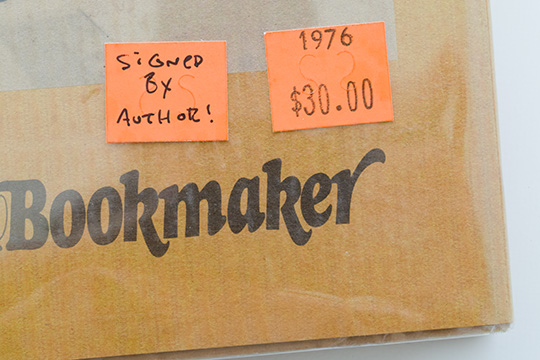 SiGNED
BY
AUTHOR!
1976
$30.00
Bookmaker